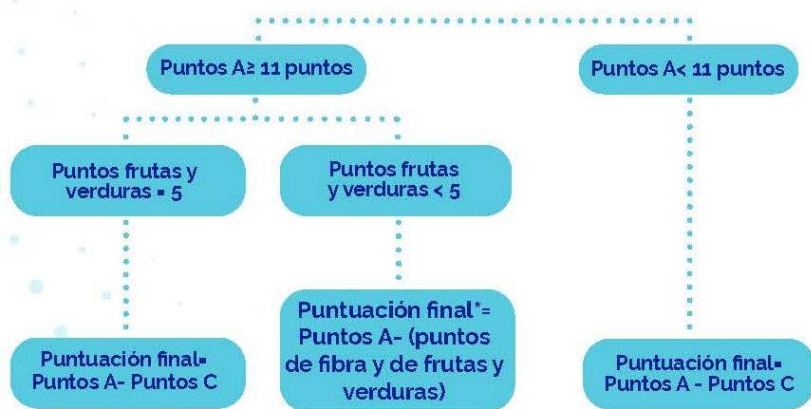 Puntos A≥ 11 puntos
Puntos A< 11 puntos
Puntos frutas y
verduras = 5
Puntos frutas
y verduras < 5
Puntuación final=
Puntos A- Puntos C
Puntuación final*=
Puntos A- (puntos
de fibra y de frutas y
verduras)
Puntuación final=
Puntos A - Puntos C